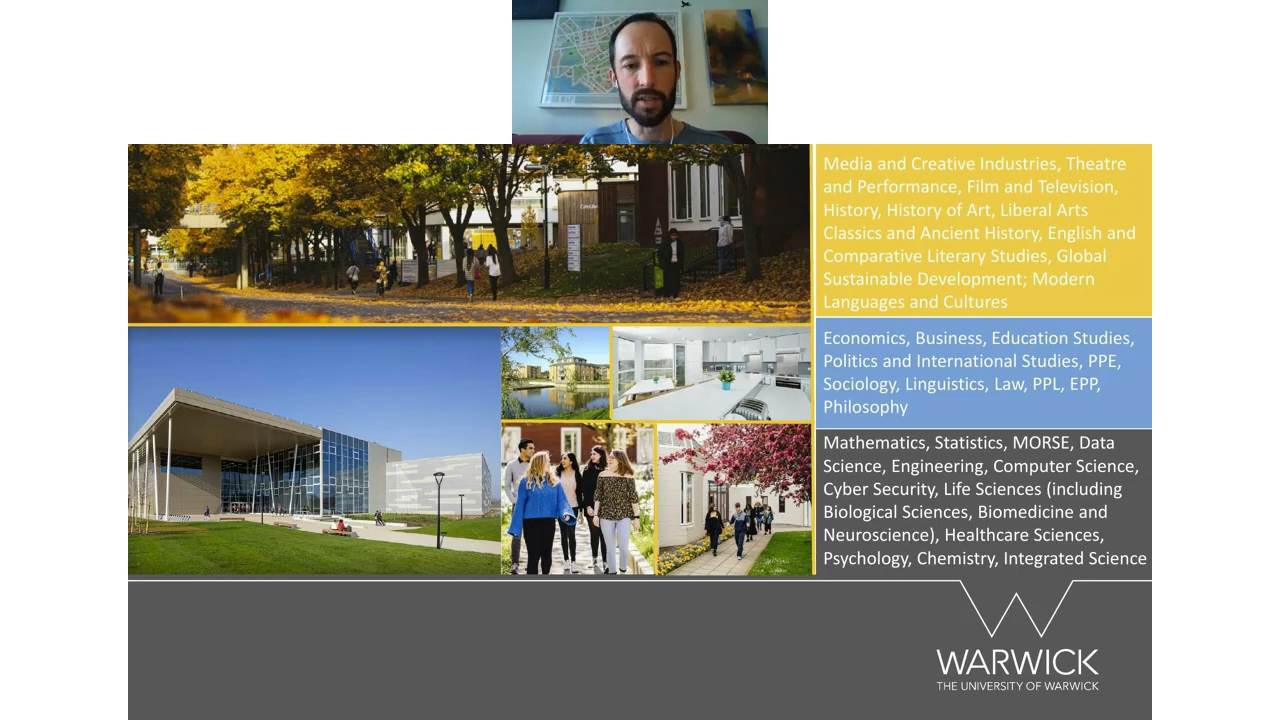 Media and Creative Industries, Theatre
and Performance, Film and Television,
History, History of Art, Liberal Arts
Classics and Ancient History, English and
Comparative Literary Studies, Global
Sustainable Development; Modern
Languages and Cultures
Economics, Business, Education Studies,
Politics and International Studies, PPE,
Sociology, Linguistics, Law, PPL, EPP,
Philosophy
Mathematics, Statistics, MORSE, Data
Science, Engineering, Computer Science,
Cyber Security, Life Sciences (including
Biological Sciences, Biomedicine and
Neuroscience), Healthcare Sciences,
Psychology, Chemistry, Integrated Science
WARWICK
THE UNIVERSITY OF WARWICK